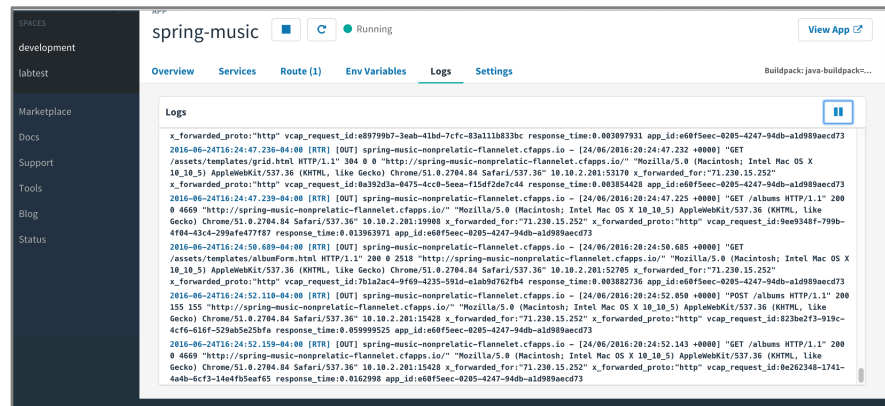 SPACES
development
labtest
Marketplace
Docs
Support
Tools
Blog
Status
APP
spring-music
Running
View App
Overview Services Route (1) Env Variables Logs Settings
Buildpack: java-buildpack=...
Logs
x_forwarded_proto:"http" vcap_request_id:e89799b7-3eab-41bd-7cfc-83a111b833bc response_time:0.003097931 app_id:e60f5eec-0205-4247-94db-a1d989aecd73
2016-06-24T16:24:47.236-04:00 [RTR] [OUT] spring-music-nonprelatic-flannelet.cfapps.io - [24/06/2016:20:24:47.232 +0000] "GET
/assets/templates/grid.html HTTP/1.1" 304 0 0 "http://spring-music-nonprelatic-flannelet.cfapps.io/" "Mozilla/5.0 (Macintosh; Intel Mac OS X
10_10_5) AppleWebKit/537.36 (KHTML, like Gecko) Chrome/51.0.2704.84 Safari/537.36" 10.10.2.201:53170 x_forwarded_for:"71.230.15.252"
x_forwarded_proto:"http" vcap_request_id:0a392d3a-0475-4cc0-5eea-f15df2de7c44 response_time:0.003854428 app_id:e60f5eec-0205-4247-94db-a1d989aecd73
2016-06-24T16:24:47.239-04:00 [RTR] [OUT] spring-music-nonprelatic-flannelet.cfapps.io - [24/06/2016:20:24:47.225 +0000] "GET /albums HTTP/1.1" 200
0 4669 "http://spring-music-nonprelatic-flannelet.cfapps.io/" "Mozilla/5.0 (Macintosh; Intel Mac OS X 10_10_5) AppleWebKit/537.36 (KHTML, like
Gecko) Chrome/51.0.2704.84 Safari/537.36" 10.10.2.201:19908 x_forwarded_for:"71.230.15.252" x_forwarded_proto:"http" vcap_request_id:9ee9348f-799b-
4f04-43c4-299afe477f87 response_time:0.013963971 app_id:e60f5eec-0205-4247-94db-a1d989aecd73
2016-06-24T16:24:50.689-04:00 [RTR] [OUT] spring-music-nonprelatic-flannelet.cfapps.io - [24/06/2016:20:24:50.685 +0000] "GET
/assets/templates/albumForm.html HTTP/1.1" 200 0 2518 "http://spring-music-nonprelatic-flannelet.cfapps.io/" "Mozilla/5.0 (Macintosh; Intel Mac OS X
10_10_5) AppleWebKit/537.36 (KHTML, like Gecko) Chrome/51.0.2704.84 Safari/537.36" 10.10.2.201:52705 x_forwarded_for:"71.230.15.252"
x_forwarded_proto:"http" vcap_request_id:7b1a2ac4-9f69-4235-591d-e1ab9d762fb4 response_time:0.003882736 app_id:e60f5eec-0205-4247-94db-a1d989aecd73
2016-06-24T16:24:52.110-04:00 [RTR] [OUT] spring-music-nonprelatic-flannelet.cfapps.io - [24/06/2016:20:24:52.050 +0000] "POST /albums HTTP/1.1" 200
155 155 "http://spring-music-nonprelatic-flannelet.cfapps.io/" "Mozilla/5.0 (Macintosh; Intel Mac OS X 10_10_5) AppleWebKit/537.36 (KHTML, like
Gecko) Chrome/51.0.2704.84 Safari/537.36" 10.10.2.201:15428 x_forwarded_for:"71.230.15.252" x_forwarded_proto:"http" vcap_request_id:823be2f3-919c-
4cf6-616f-529ab5e25bfa response_time:0.059999525 app_id:e60f5eec-0205-4247-94db-a1d989aecd73
2016-06-24T16:24:52.159-04:00 [RTR] [OUT] spring-music-nonprelatic-flannelet.cfapps.io - [24/06/2016:20:24:52.143 +0000] "GET /albums HTTP/1.1" 200
0 4669 "http://spring-music-nonprelatic-flannelet.cfapps.io/" "Mozilla/5.0 (Macintosh; Intel Mac OS X 10_10_5) AppleWebKit/537.36 (KHTML, like
Gecko) Chrome/51.0.2704.84 Safari/537.36" 10.10.2.201:15428 x_forwarded_for:"71.230.15.252" x_forwarded_proto:"http" vcap_request_id:0e262348-1741-
4a4b-6cf3-14e4fb5eaf65 response_time:0.0162998 app_id:e60f5eec-0205-4247-94db-a1d989aecd73